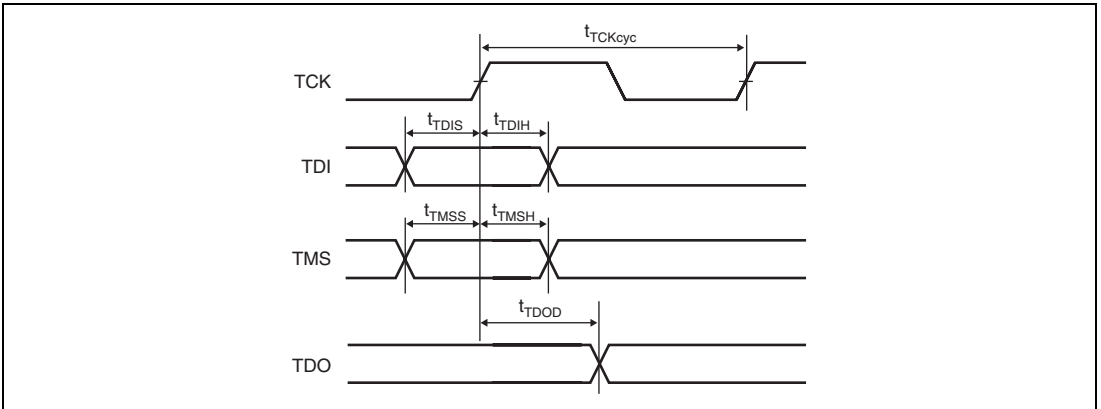 tTCKcyc
TCK
tTDIS tTDIH
TDI
tTMSS tTMSH
TMS
tTDOD
TDO